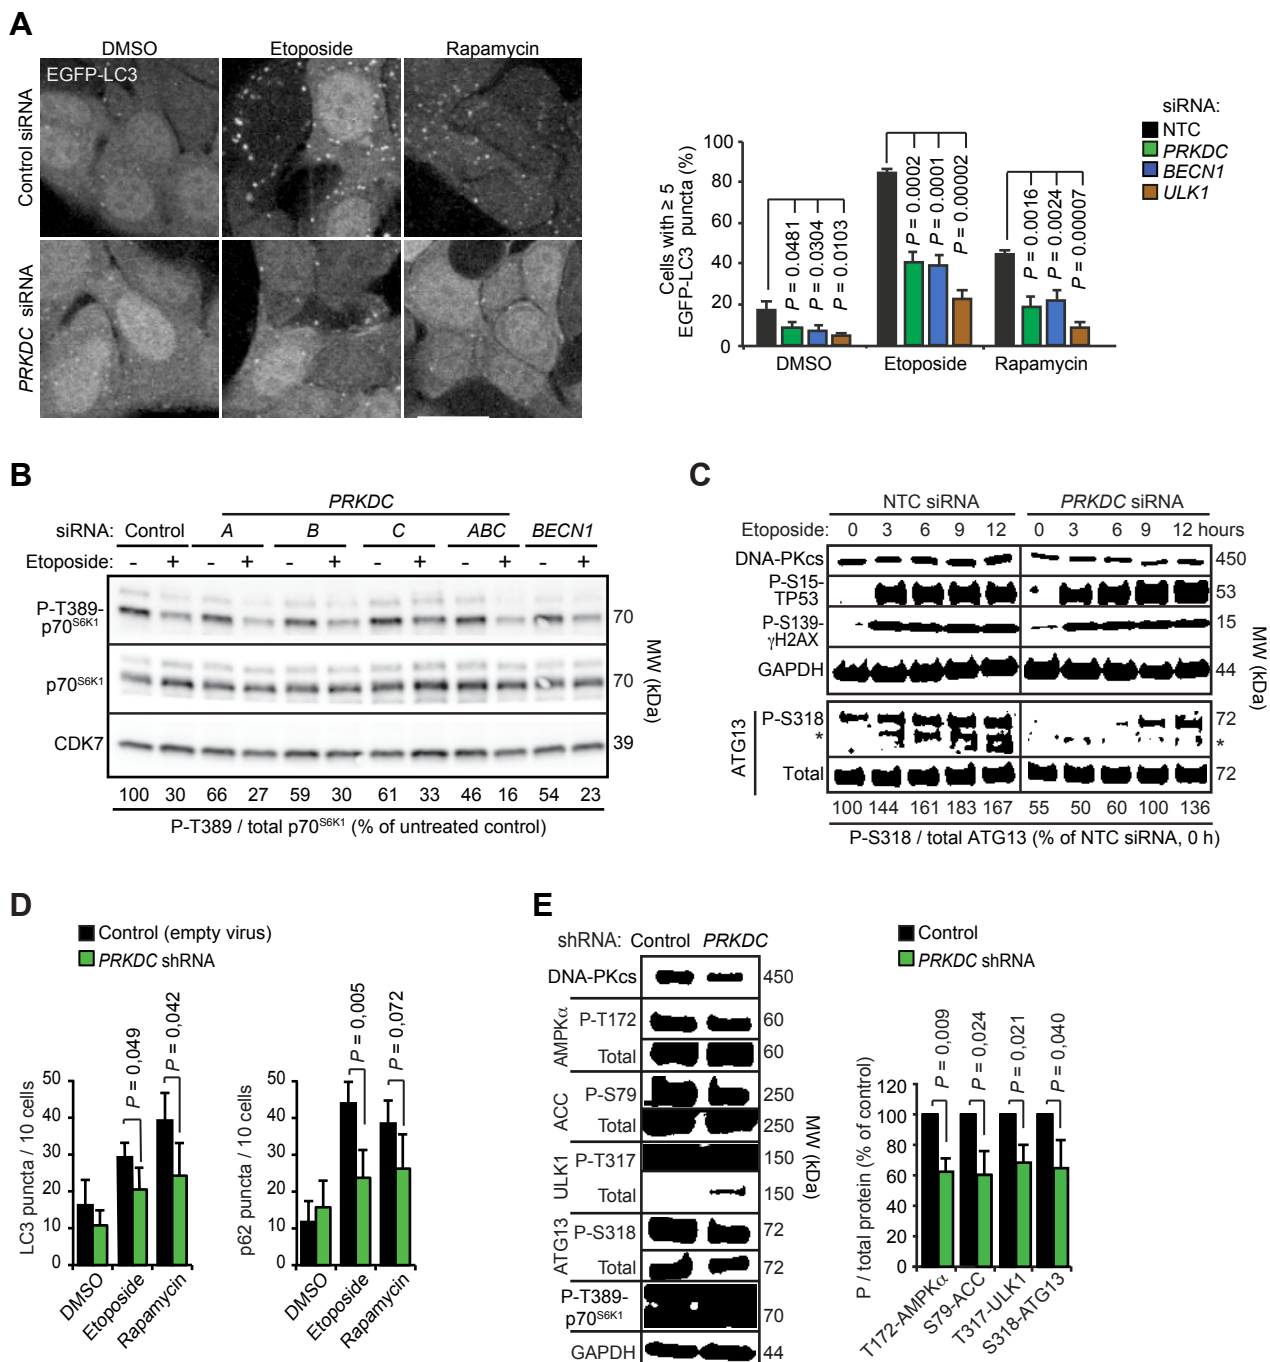 A
DMSO Etoposide Rapamycin
EGFP-LC3
Control siRNA
PRKDC siRNA
Cells with ≥ 5
EGFP-LC3 puncta (%)
100
80
60
40
20
0
P = 0.0481
P = 0.0304
P = 0.0103
P = 0.0002
P = 0.0001
P = 0.00002
P = 0.0016
P = 0.0024
P = 0.00007
DMSO Etoposide Rapamycin
siRNA:
NTC
PRKDC
BECN1
ULK1
B
PRKDC
siRNA: Control A B C ABC BECN1
Etoposide: - + - + - + - + - + - +
P-T389-
p70S6K1 70
p70S6K1 70
CDK7 39
MW (kDa)
100 30 66 27 59 30 61 33 46 16 54 23
P-T389 / total p70S6K1 (% of untreated control)
C
NTC siRNA PRKDC siRNA
Etoposide: 0 3 6 9 12 0 3 6 9 12 hours
DNA-PKcs 450
P-S15-
TP53 53
P-S139-
γH2AX 15
GAPDH 44
MW (kDa)
ATG13
P-S318 72
* *
Total 72
100 144 161 183 167 55 50 60 100 136
P-S318 / total ATG13 (% of NTC siRNA, 0 h)
D
Control (empty virus)
PRKDC shRNA
LC3 puncta / 10 cells
50
40
30
20
10
0
P = 0,049
P = 0,042
DMSO
Etoposide
Rapamycin
p62 puncta / 10 cells
50
40
30
20
10
0
P = 0,005
P = 0,072
DMSO
Etoposide
Rapamycin
E
shRNA: Control PRKDC
DNA-PKcs 450
AMPKα
P-T172 60
Total 60
ACC
P-S79 250
Total 250
ULK1
P-T317 150
Total 150
ATG13
P-S318 72
Total 72
P-T389-
p70S6K1 70
GAPDH 44
MW (kDa)
Control
PRKDC shRNA
P / total protein (% of control)
120
100
80
60
40
20
0
P = 0,009
P = 0,024
P = 0,021
P = 0,040
T172-AMPKα
S79-ACC
T317-ULK1
S318-ATG13